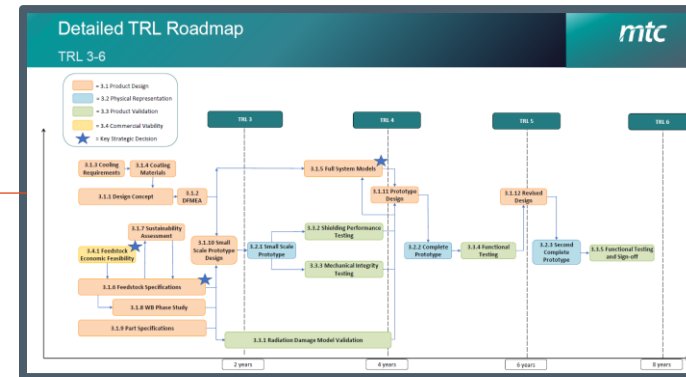 Detailed TRL Roadmap
mtc
TRL 3-6
= 3.1 Product Design
= 3.2 Physical Representation
= 3.3 Product Validation
= 3.4 Commercial Viability
= Key Strategic Decision
TRL 3
TRL 4
TRL 5
TRL 6
3.1.3 Cooling
Requirements
3.1.4 Coating
Materials
3.1.5 Full System Models
3.1.1 Design Concept
3.1.2
DFMEA
3.1.11 Prototype
Design
3.1.12 Revised
Design
3.1.7 Sustainability
Assessment
3.3.2 Shielding Performance
Testing
3.4.1 Feedstock
Economic Feasibility
3.1.10 Small
Scale Prototype
Design
3.2.1 Small Scale
Prototype
3.2.2 Complete
Prototype
3.3.4 Functional
Testing
3.2.3 Second
Complete
Prototype
3.3.5 Functional Testing
and Sign-off
3.3.3 Mechanical Integrity
Testing
3.1.6 Feedstock Specifications
3.1.8 WB Phase Study
3.1.9 Part Specifications
3.3.1 Radiation Damage Model Validation
2 years
4 years
6 years
8 years